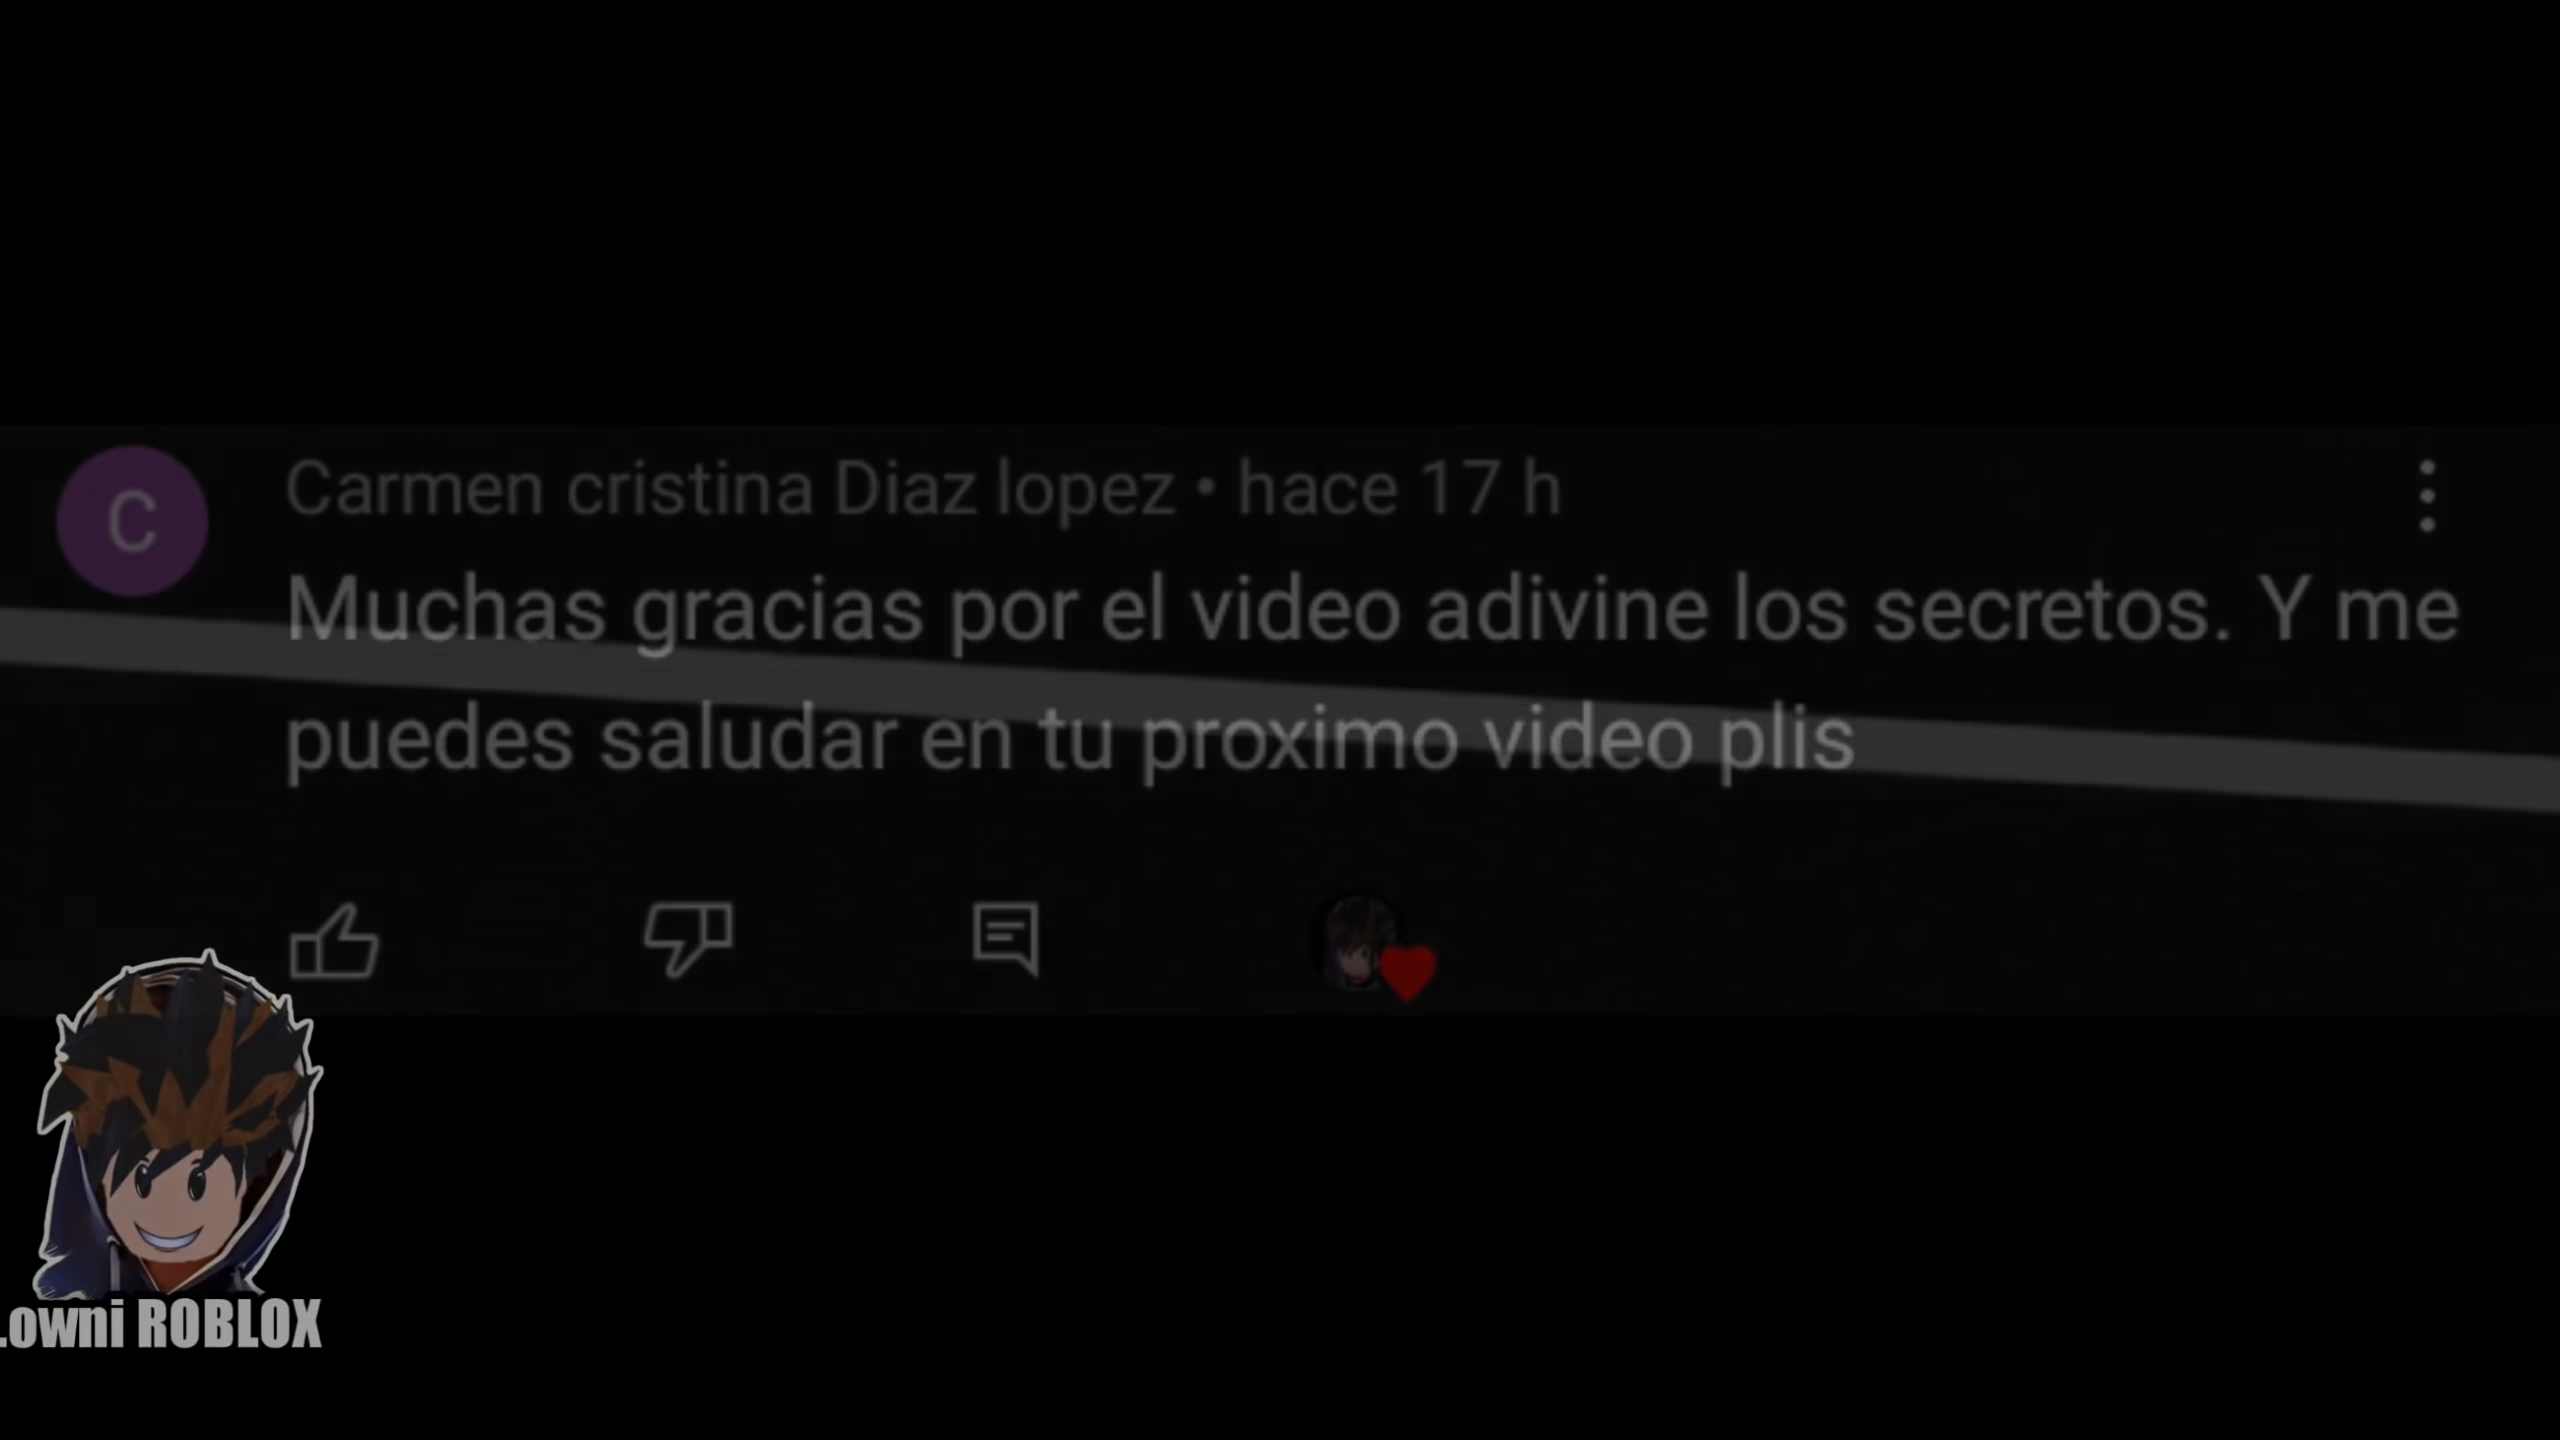 C
Carmen cristina Diaz lopez • hace 17 h
Muchas gracias por el video adivine los secretos. Y me
puedes saludar en tu proximo video plis
.owni ROBLOX